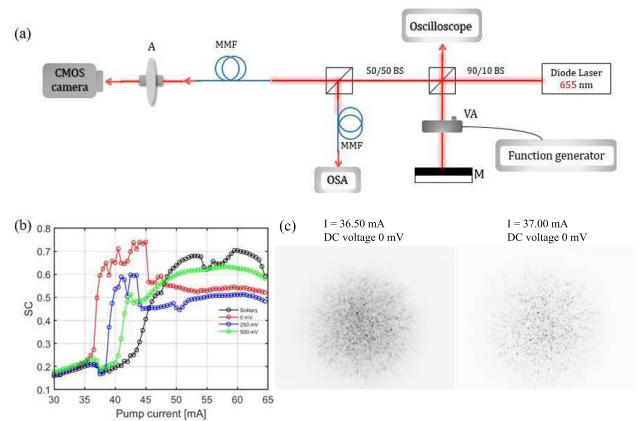 (a)
Oscilloscope
A
MMF
CMOS
camera
50/50 BS
90/10 BS
Diode Laser
655 nm
VA
MMF
Function generator
M
OSA
(b)
SC
0.8
0.7
0.6
0.5
0.4
0.3
0.2
0.1
30 35 40 45 50 55 60 65
Pump current [mA]
Solitary
0 mV
250 mV
500 mV
(c)
I = 36.50 mA
DC voltage 0 mV
I = 37.00 mA
DC voltage 0 mV